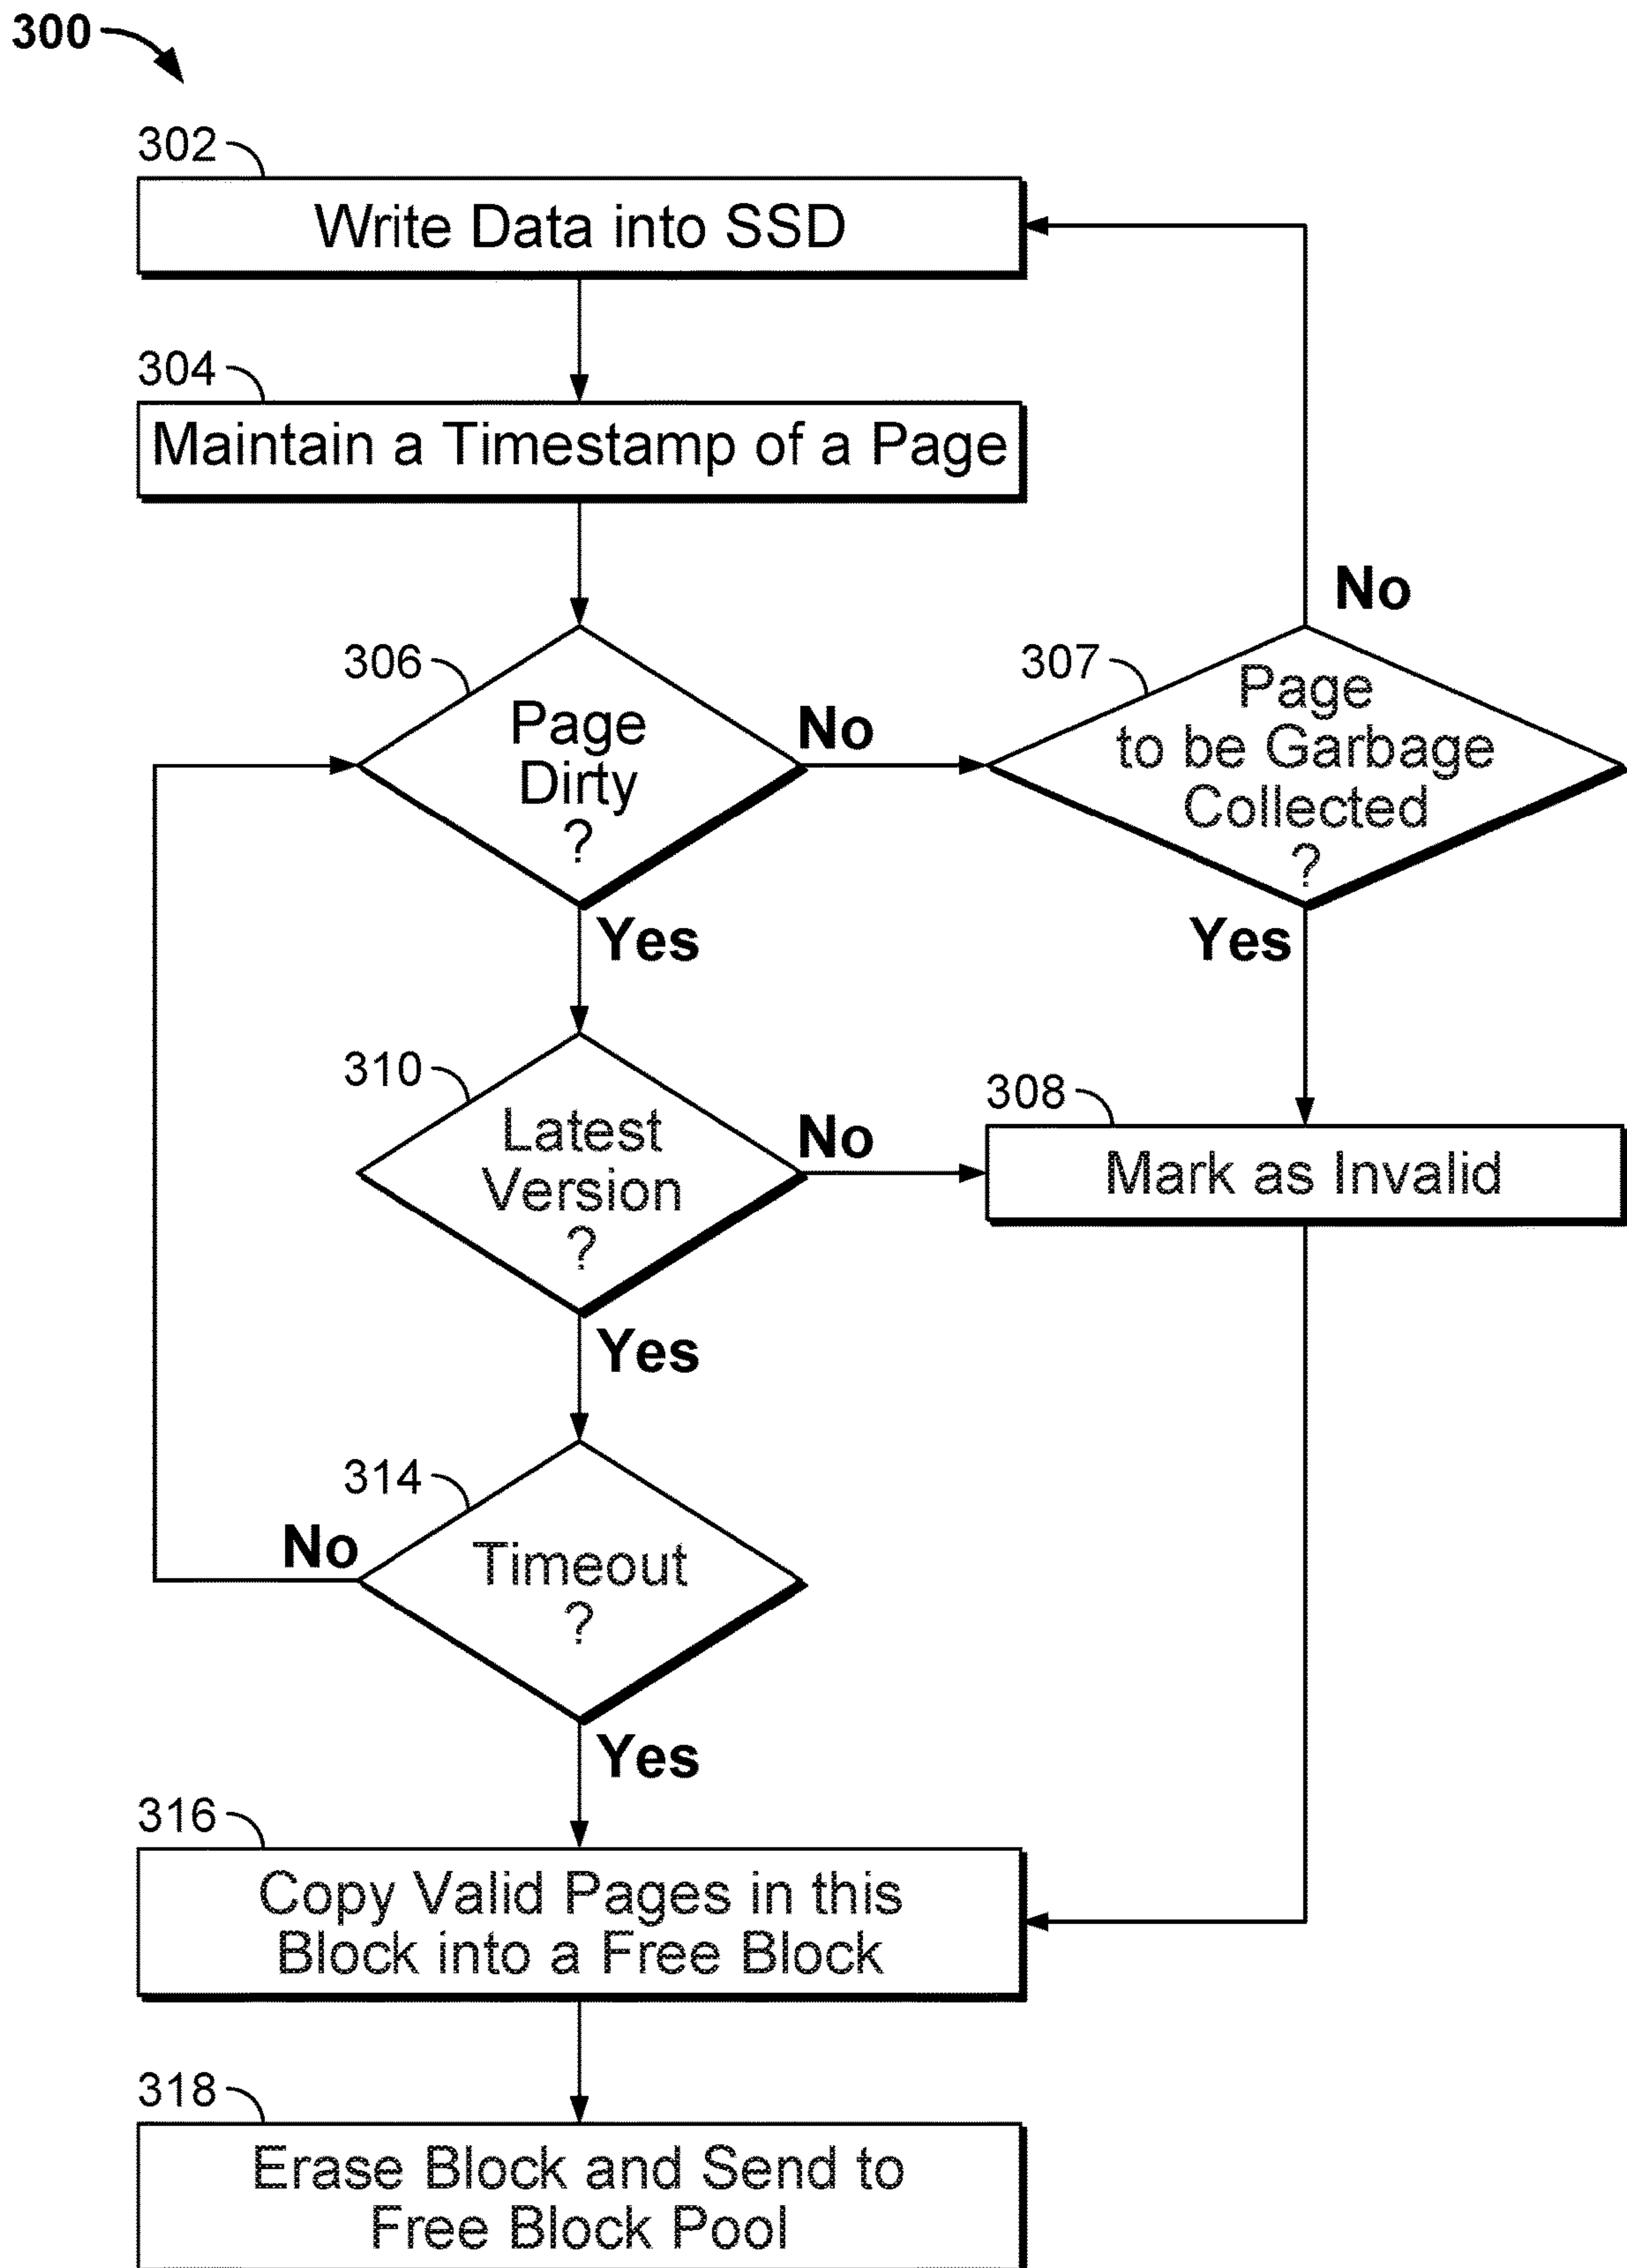 300
302
Write Data into SSD
304
Maintain a Timestamp of a Page
No
306
Page
Dirty
?
No
307
Page
to be Garbage
Collected
?
Yes
Yes
310
Latest
Version
?
No
308
Mark as Invalid
Yes
314
No
Timeout
?
Yes
316
Copy Valid Pages in this
Block into a Free Block
318
Erase Block and Send to
Free Block Pool